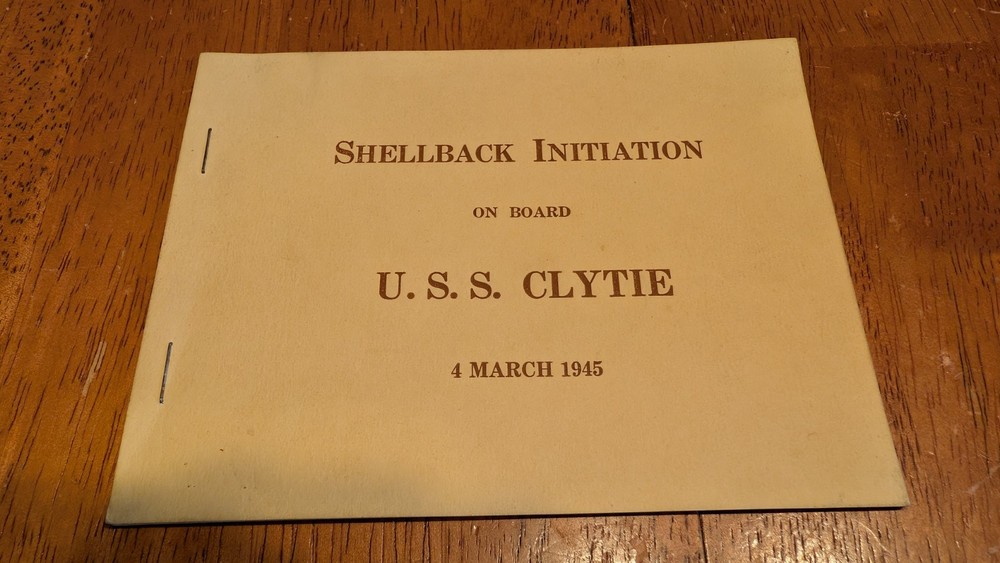 Shellback Initiation
ON BOARD
U. S. S. CLYTIE
4 MARCH 1945